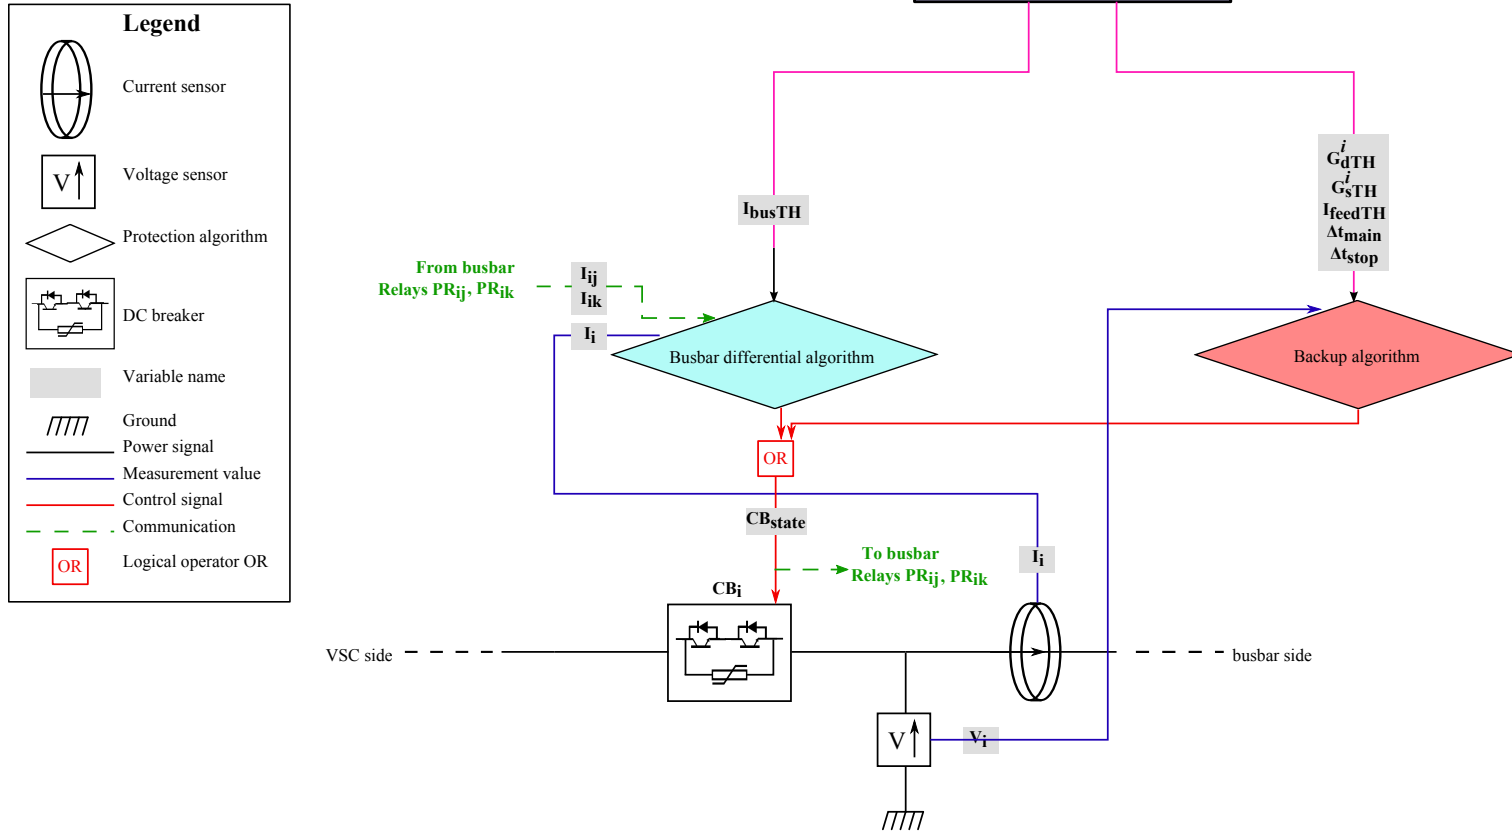 Legend
Current sensor
V
Voltage sensor
Protection algorithm
DC breaker
Variable name
Ground
Power signal
Measurement value
Control signal
Communication
OR
Logical operator OR
IbusTH
GdTH^i
GsTH^i
IfeedTH
Δtmain
Δtstop
From busbar
Relays PRij, PRik
Iij
Iik
Ii
Busbar differential algorithm
Backup algorithm
OR
CBstate
To busbar
Relays PRij, PRik
Ii
CBi
VSC side
busbar side
V
Vi